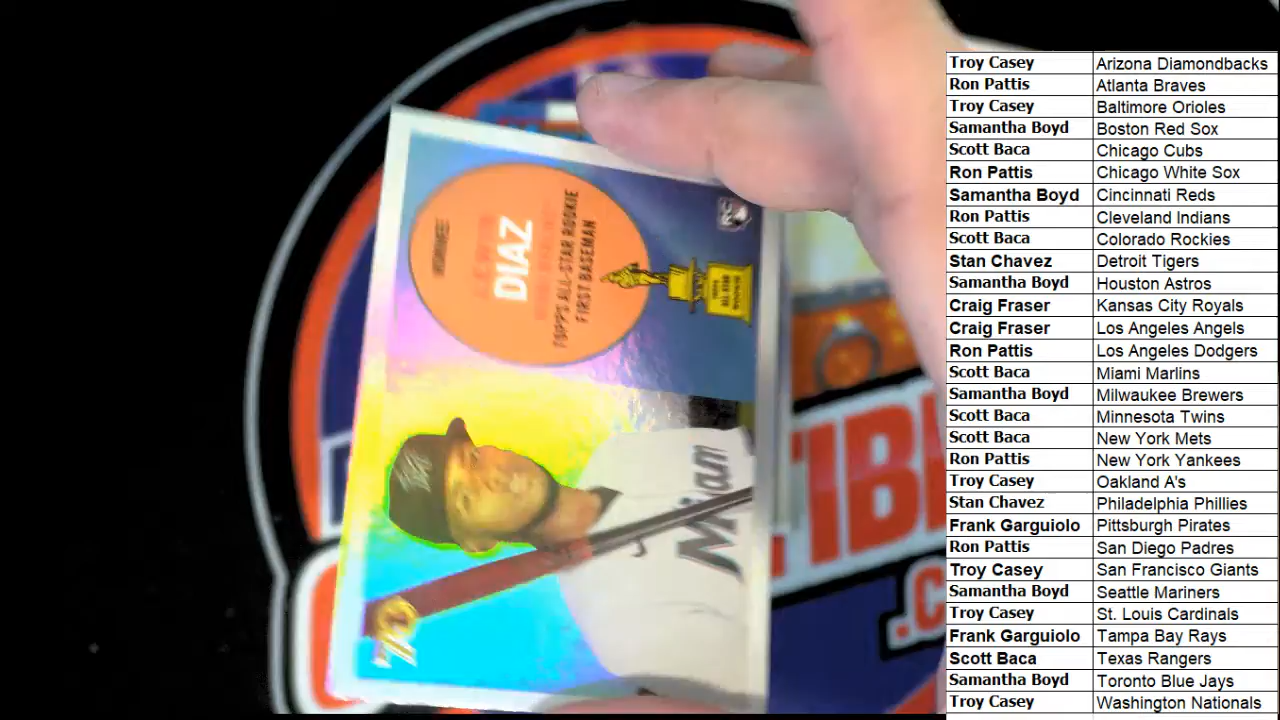 DIAZ
TOPPS ALL-STAR ROOKIE
FIRST BASEMAN
RC
Miami
TIB
.C
Troy Casey Arizona Diamondbacks
Ron Pattis Atlanta Braves
Troy Casey Baltimore Orioles
Samantha Boyd Boston Red Sox
Scott Baca Chicago Cubs
Ron Pattis Chicago White Sox
Samantha Boyd Cincinnati Reds
Ron Pattis Cleveland Indians
Scott Baca Colorado Rockies
Stan Chavez Detroit Tigers
Samantha Boyd Houston Astros
Craig Fraser Kansas City Royals
Craig Fraser Los Angeles Angels
Ron Pattis Los Angeles Dodgers
Scott Baca Miami Marlins
Samantha Boyd Milwaukee Brewers
Scott Baca Minnesota Twins
Scott Baca New York Mets
Ron Pattis New York Yankees
Troy Casey Oakland A's
Stan Chavez Philadelphia Phillies
Frank Garguiolo Pittsburgh Pirates
Ron Pattis San Diego Padres
Troy Casey San Francisco Giants
Samantha Boyd Seattle Mariners
Troy Casey St. Louis Cardinals
Frank Garguiolo Tampa Bay Rays
Scott Baca Texas Rangers
Samantha Boyd Toronto Blue Jays
Troy Casey Washington Nationals